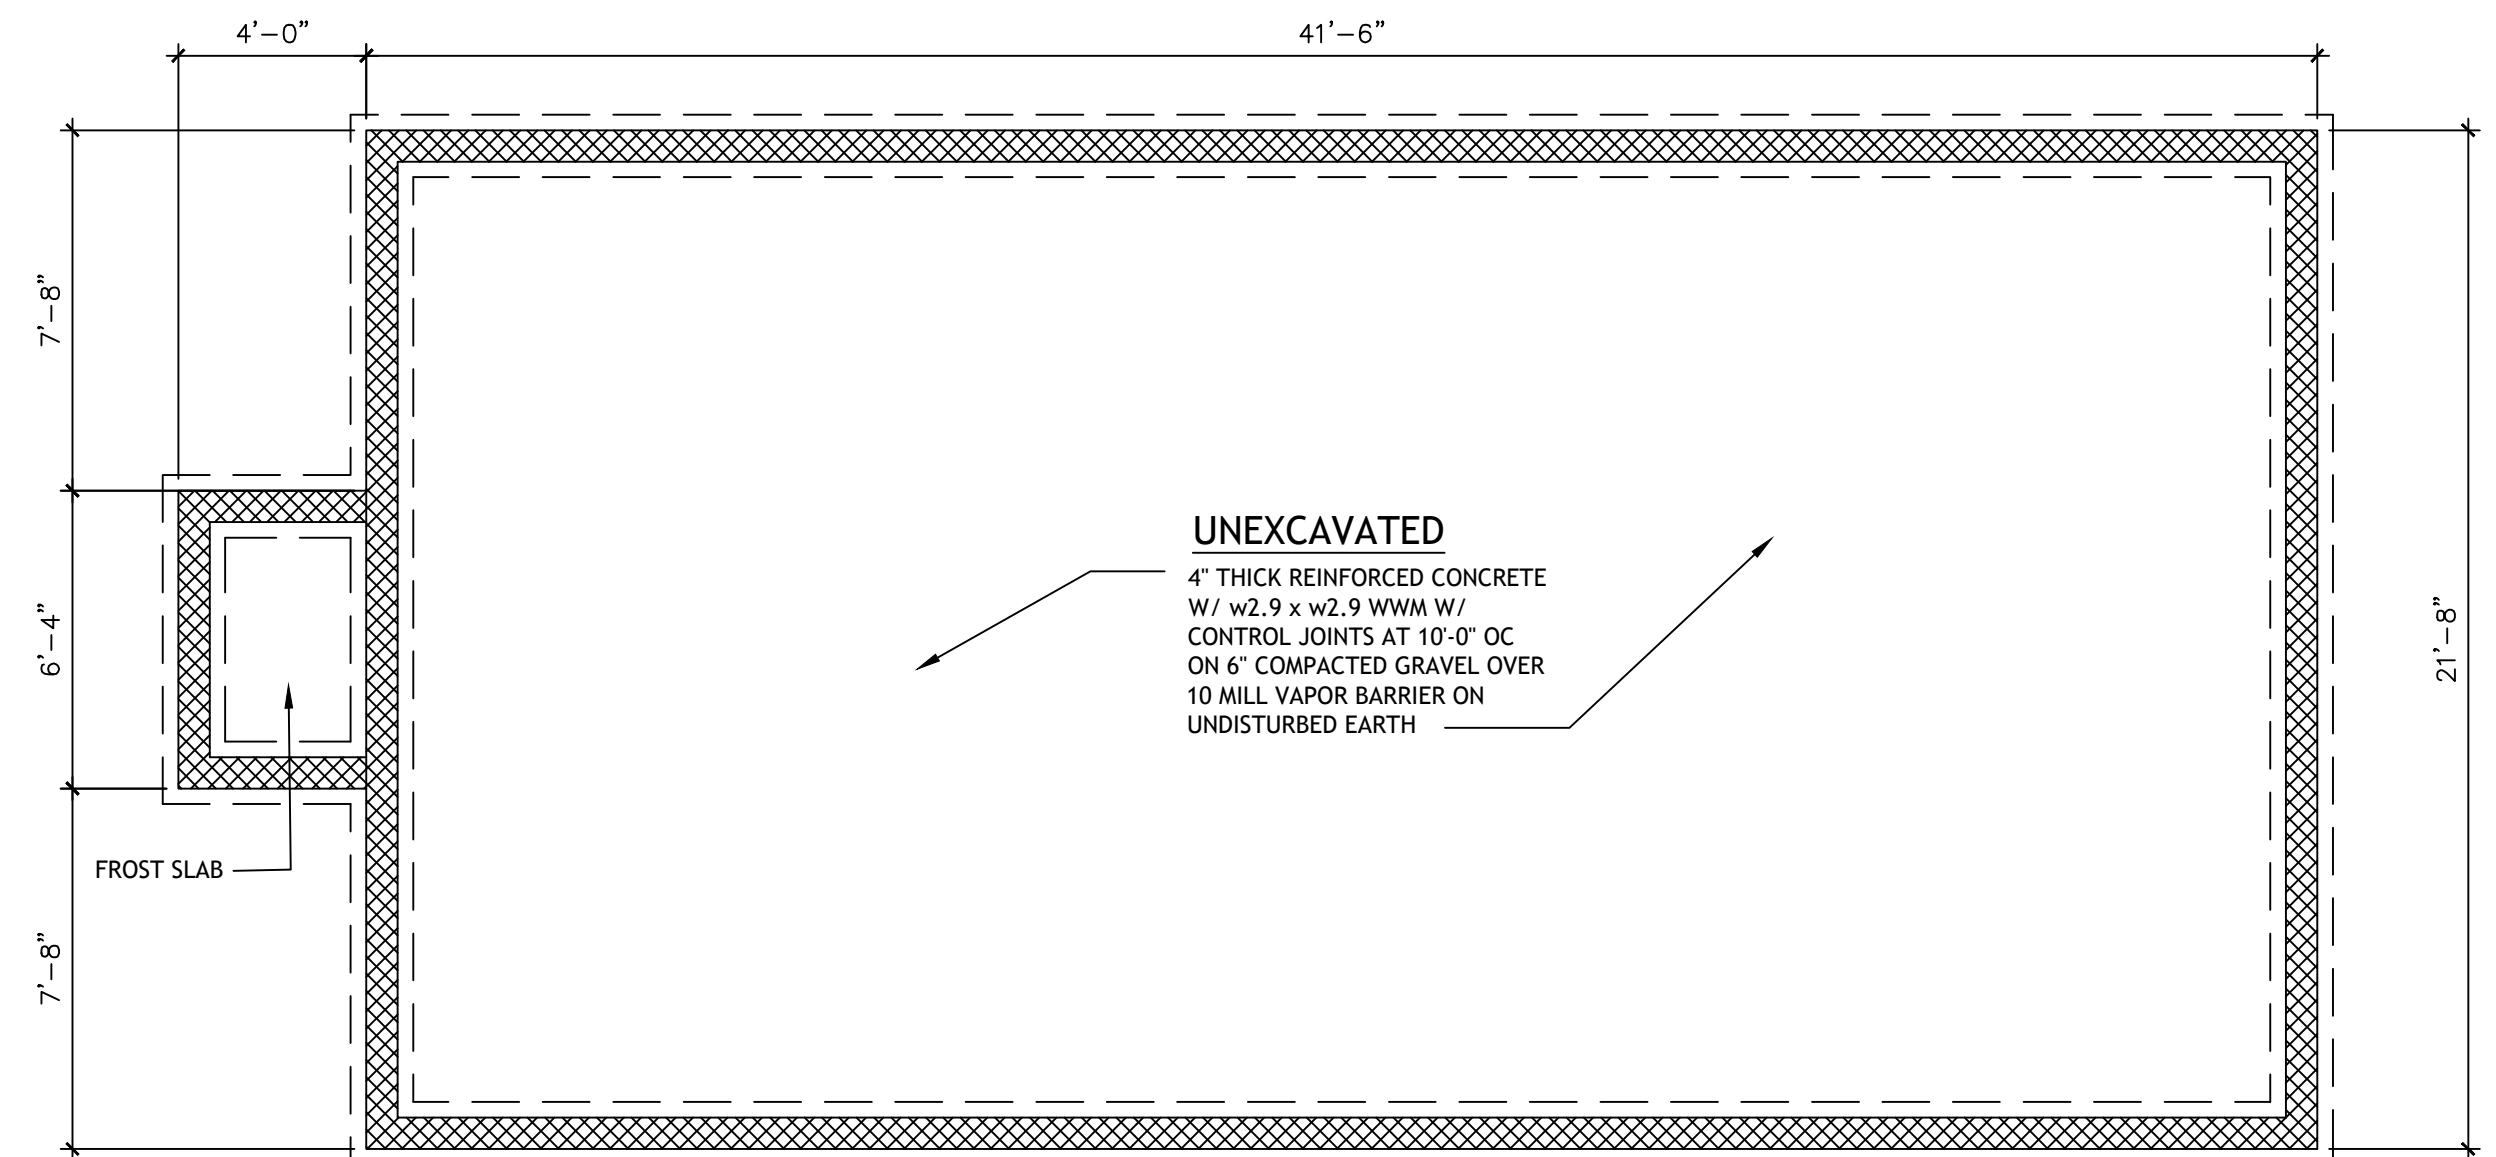 4’-0”
41’-6”
7’-8”
6’-4”
7’-8”
21’-8”
UNEXCAVATED
4" THICK REINFORCED CONCRETE
W/ w2.9 x w2.9 WWM W/
CONTROL JOINTS AT 10'-0" OC
ON 6" COMPACTED GRAVEL OVER
10 MILL VAPOR BARRIER ON
UNDISTURBED EARTH
FROST SLAB